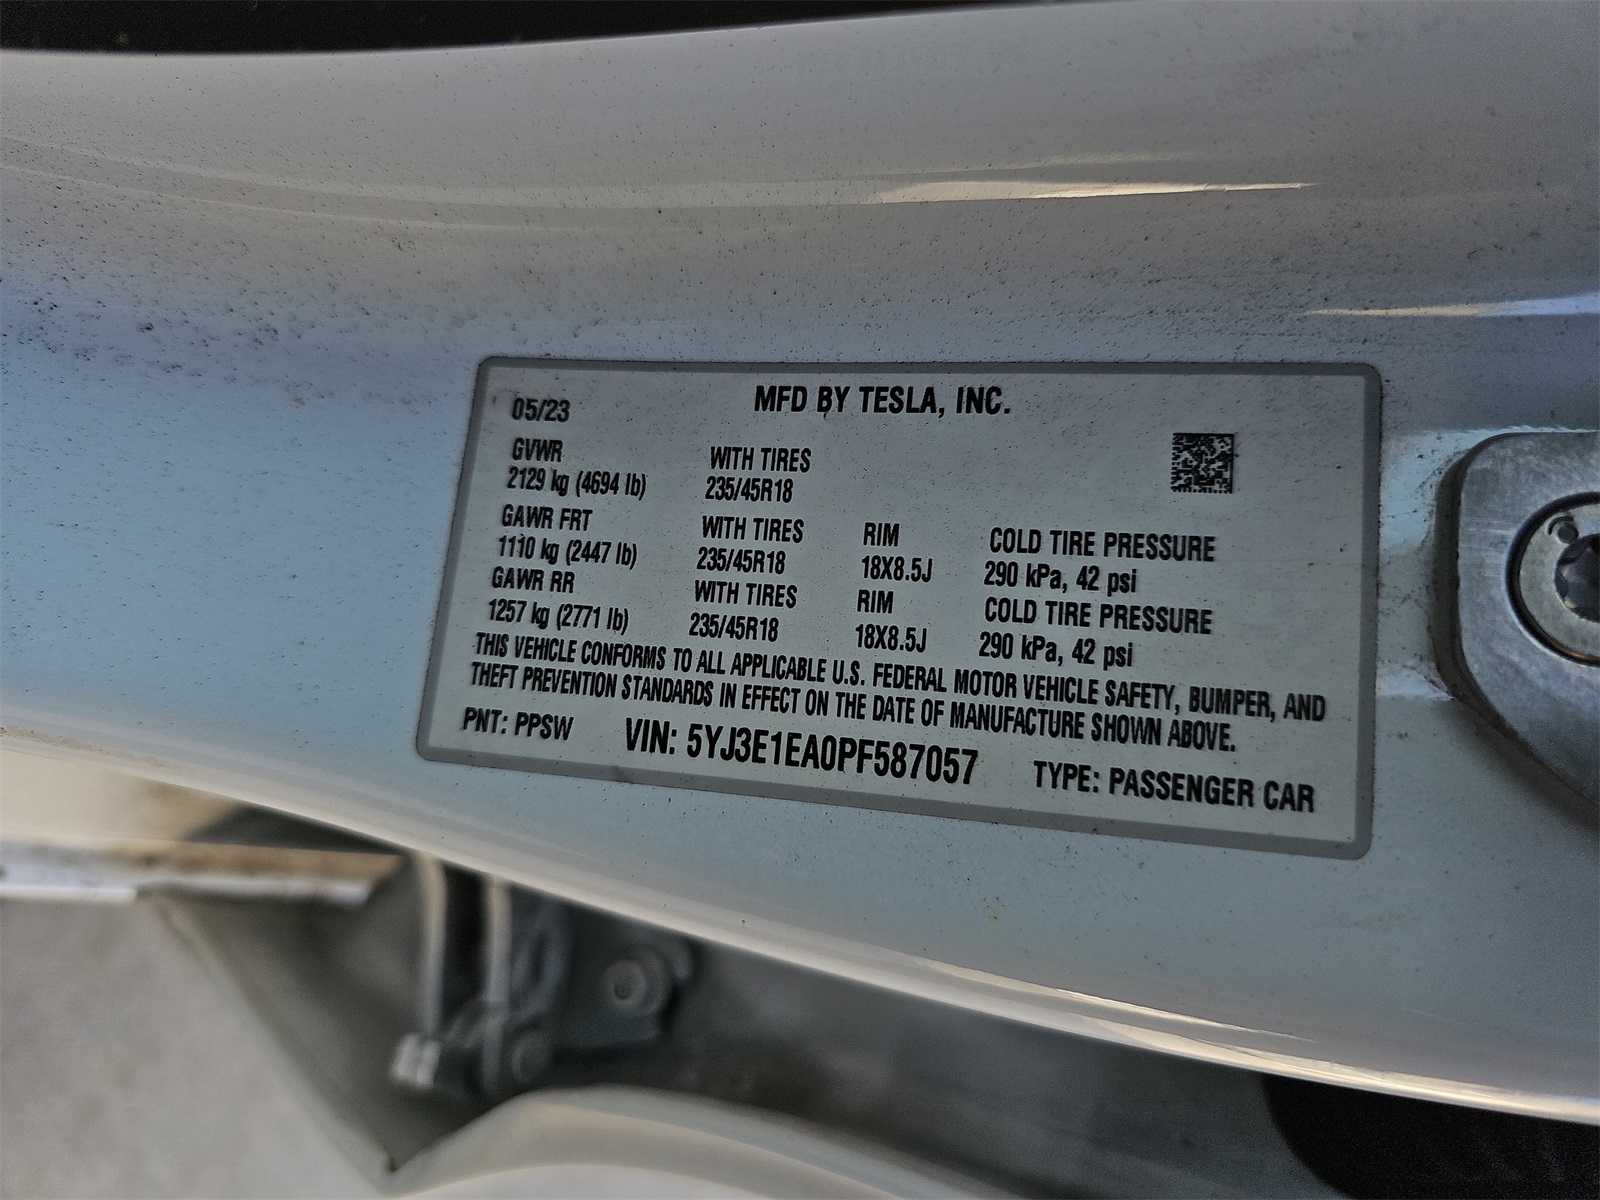 MFD BY TESLA, INC.
05/23
GVWR WITH TIRES
2129 kg (4694 lb) 235/45R18
GAWR FRT WITH TIRES RIM COLD TIRE PRESSURE
1110 kg (2447 lb) 235/45R18 18X8.5J 290 kPa, 42 psi
GAWR RR WITH TIRES RIM COLD TIRE PRESSURE
1257 kg (2771 lb) 235/45R18 18X8.5J 290 kPa, 42 psi
THIS VEHICLE CONFORMS TO ALL APPLICABLE U.S. FEDERAL MOTOR VEHICLE SAFETY, BUMPER, AND
THEFT PREVENTION STANDARDS IN EFFECT ON THE DATE OF MANUFACTURE SHOWN ABOVE.
PNT: PPSW VIN: 5YJ3E1EA0PF587057 TYPE: PASSENGER CAR